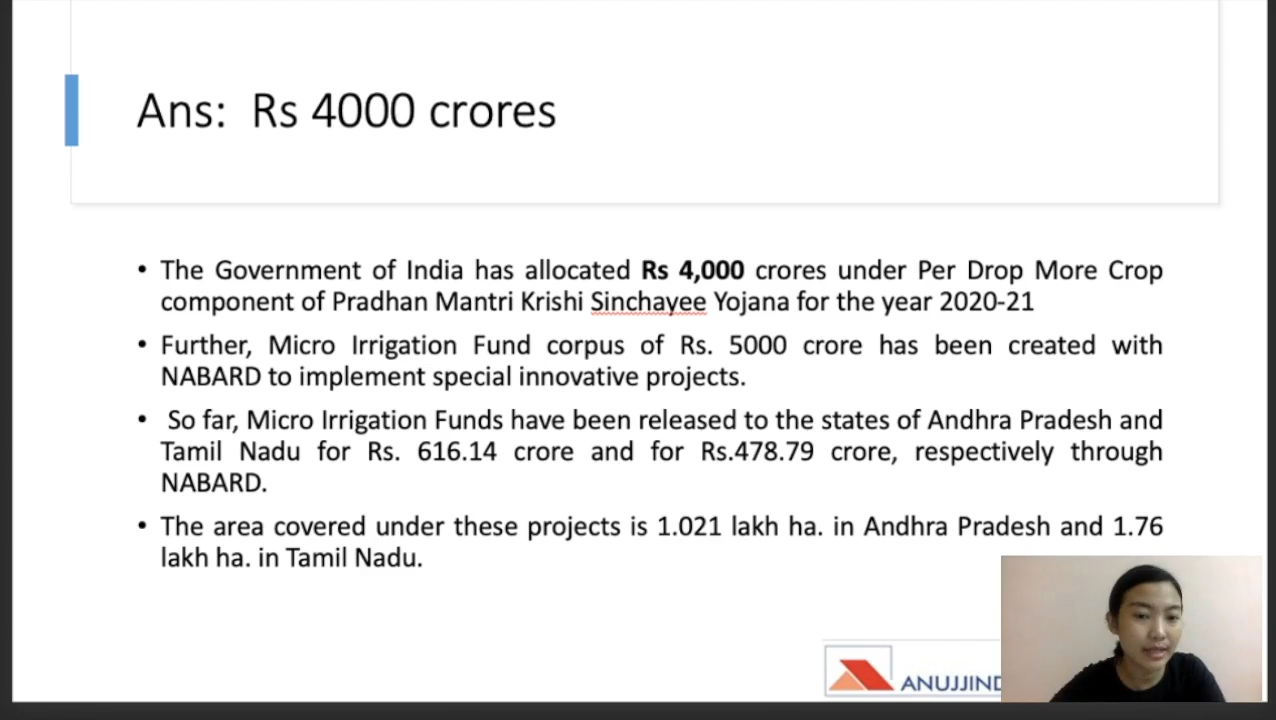 Ans: Rs 4000 crores
• The Government of India has allocated Rs 4,000 crores under Per Drop More Crop
component of Pradhan Mantri Krishi Sinchayee Yojana for the year 2020-21
• Further, Micro Irrigation Fund corpus of Rs. 5000 crore has been created with
NABARD to implement special innovative projects.
• So far, Micro Irrigation Funds have been released to the states of Andhra Pradesh and
Tamil Nadu for Rs. 616.14 crore and for Rs.478.79 crore, respectively through
NABARD.
• The area covered under these projects is 1.021 lakh ha. in Andhra Pradesh and 1.76
lakh ha. in Tamil Nadu.